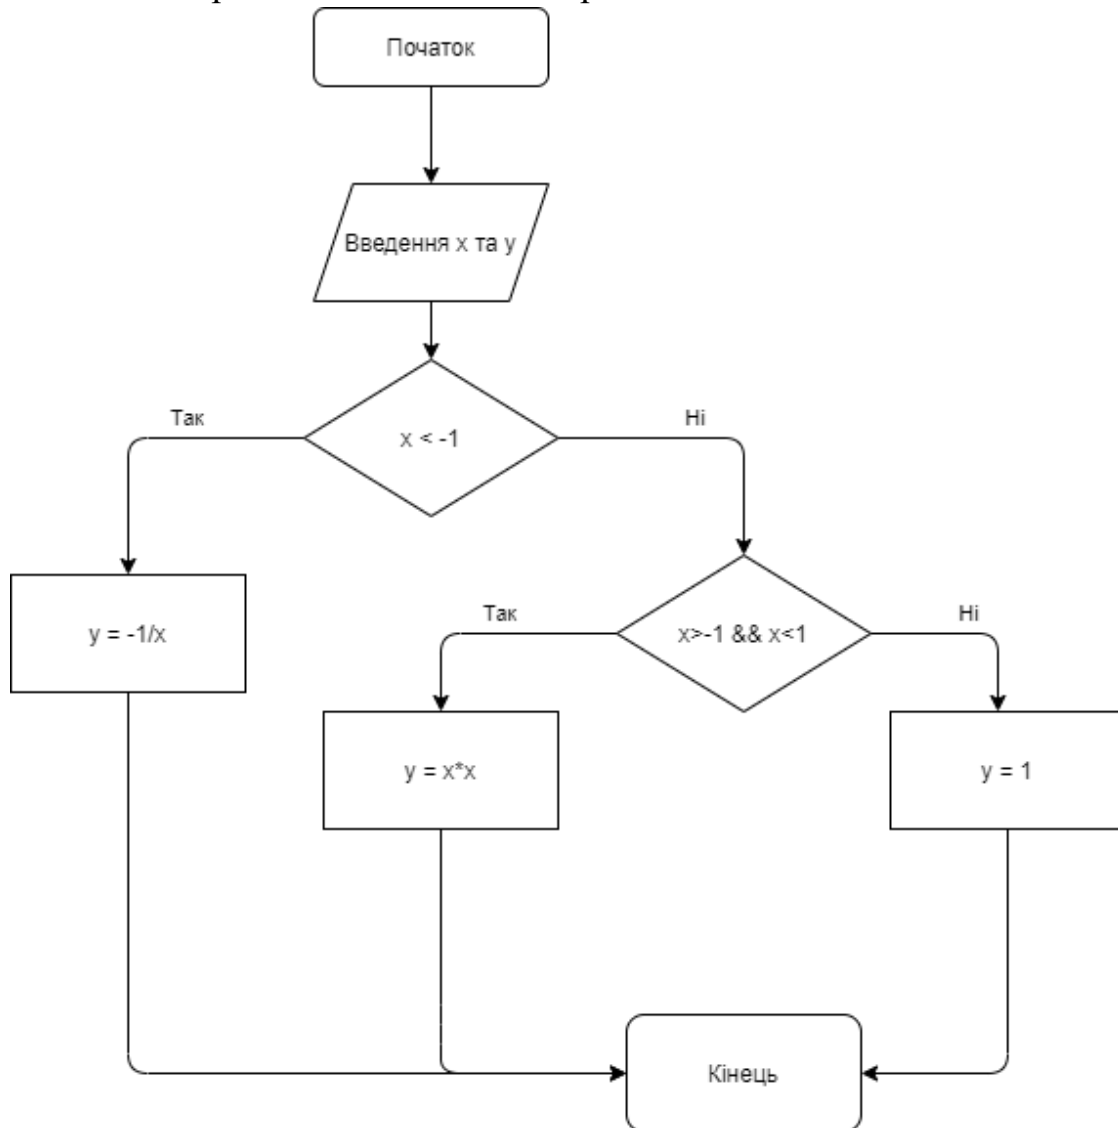 Початок
Введення x та y
x < -1
Так
Ні
y = -1/x
x>-1 && x<1
Так
Ні
y = x*x
y = 1
Кінець